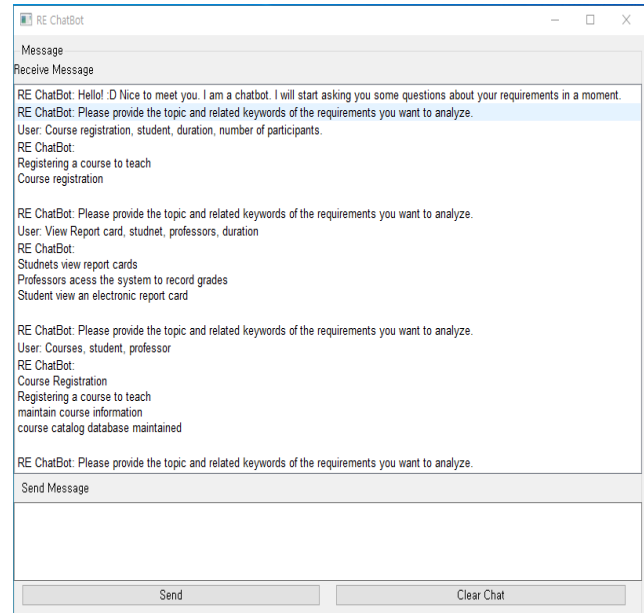 RE ChatBot
Message
Receive Message
RE ChatBot: Hello! :D Nice to meet you. I am a chatbot. I will start asking you some questions about your requirements in a moment.
RE ChatBot: Please provide the topic and related keywords of the requirements you want to analyze.
User: Course registration, student, duration, number of participants.
RE ChatBot:
Registering a course to teach
Course registration
RE ChatBot: Please provide the topic and related keywords of the requirements you want to analyze.
User: View Report card, studnet, professors, duration
RE ChatBot:
Studnets view report cards
Professors acess the system to record grades
Student view an electronic report card
RE ChatBot: Please provide the topic and related keywords of the requirements you want to analyze.
User: Courses, student, professor
RE ChatBot:
Course Registration
Registering a course to teach
maintain course information
course catalog database maintained
RE ChatBot: Please provide the topic and related keywords of the requirements you want to analyze.
Send Message
Send
Clear Chat